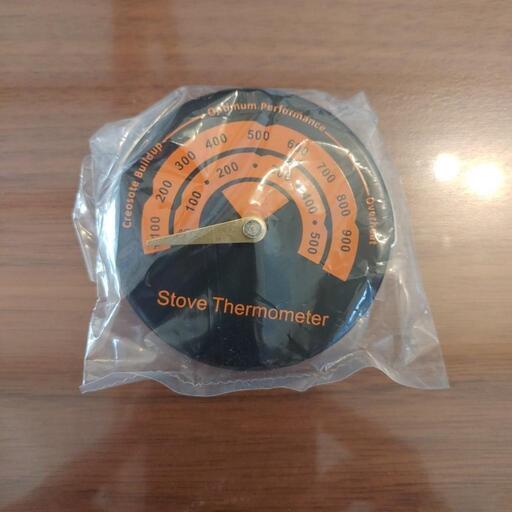 Creosote Buildup
Optimum Performance
Overheat
100 200 300 400 500 600 700 800 900
100 200 400 500
Stove Thermometer